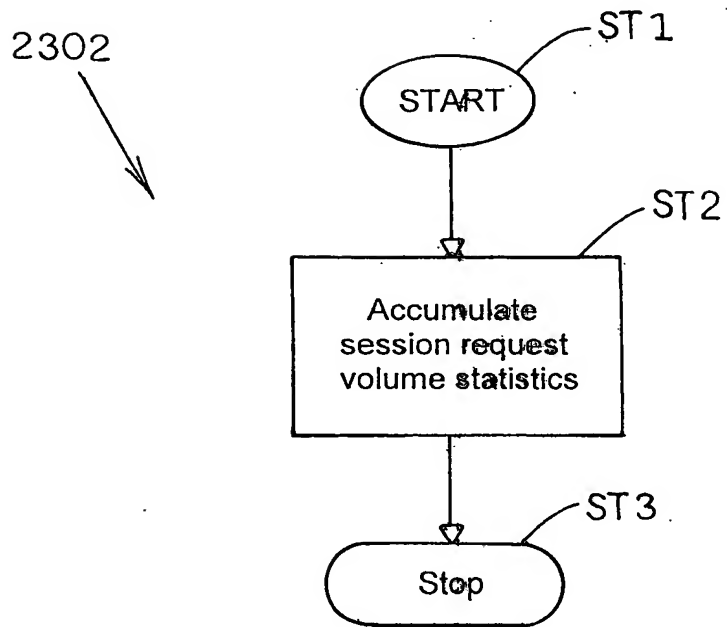 2302
ST1
START
ST2
Accumulate
session request
volume statistics
ST3
Stop